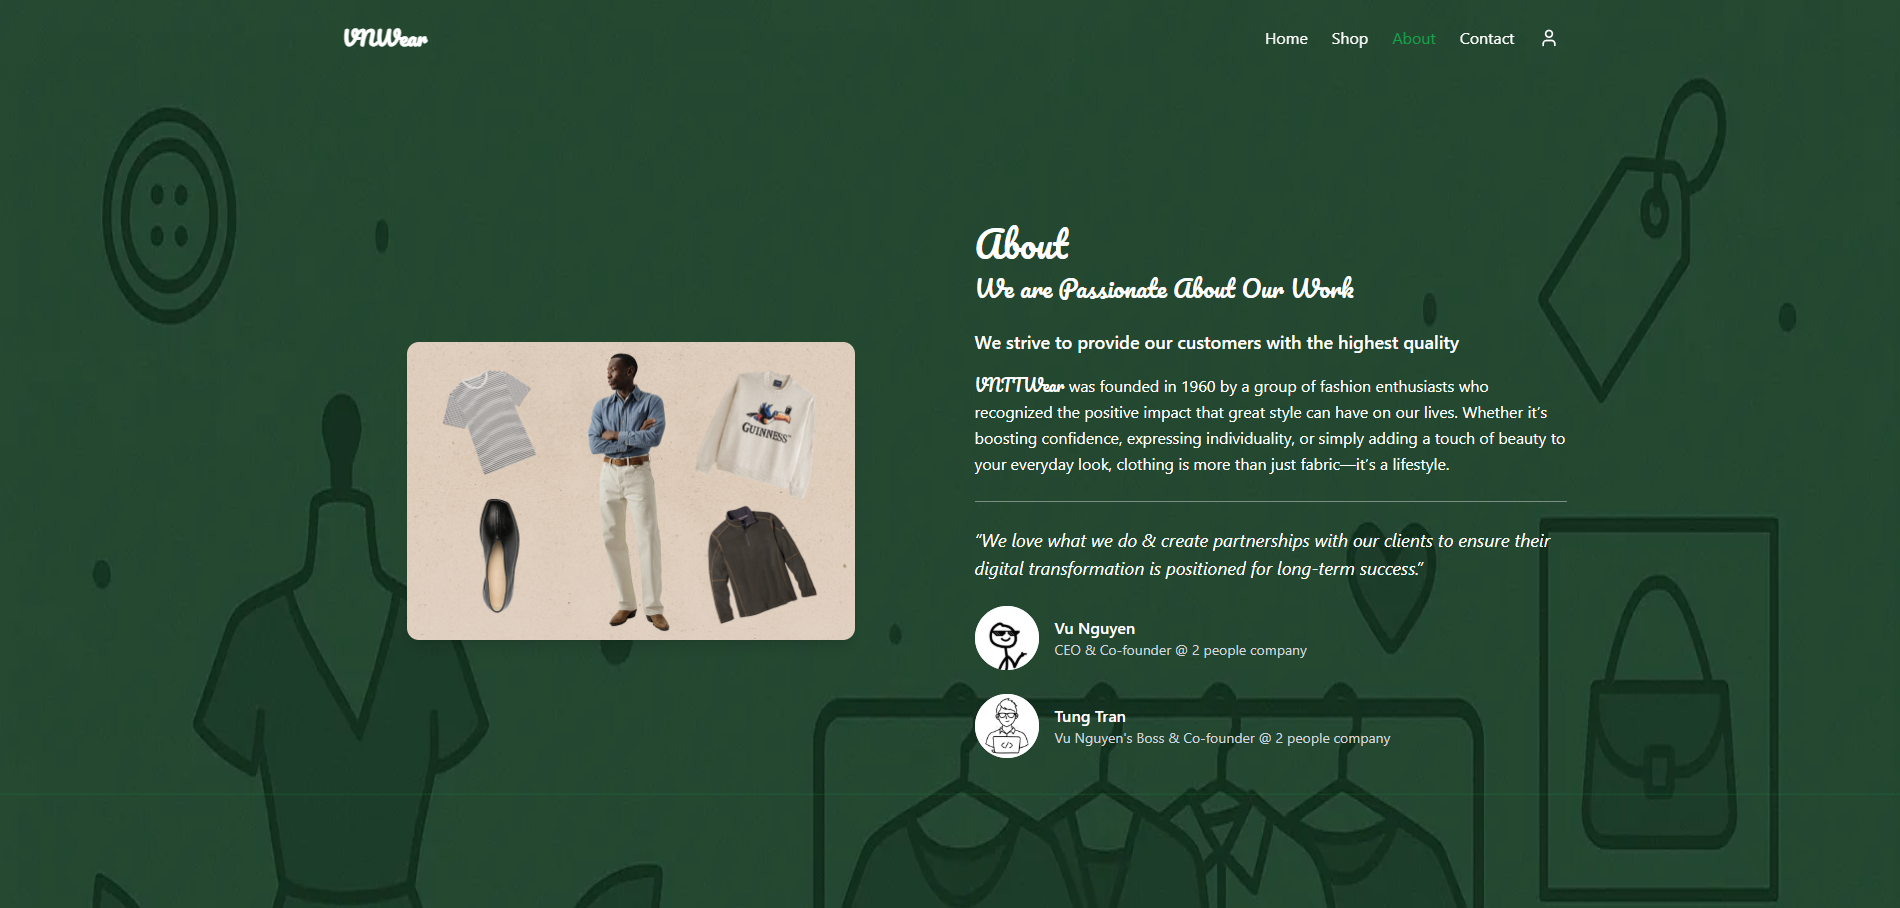 VNWear
Home Shop About Contact
About
We are Passionate About Our Work
We strive to provide our customers with the highest quality
VNTTWear was founded in 1960 by a group of fashion enthusiasts who
recognized the positive impact that great style can have on our lives. Whether it's
boosting confidence, expressing individuality, or simply adding a touch of beauty to
your everyday look, clothing is more than just fabric—it's a lifestyle.
GUINNESS
“We love what we do & create partnerships with our clients to ensure their
digital transformation is positioned for long-term success.”
Vu Nguyen
CEO & Co-founder @ 2 people company
Tung Tran
Vu Nguyen's Boss & Co-founder @ 2 people company